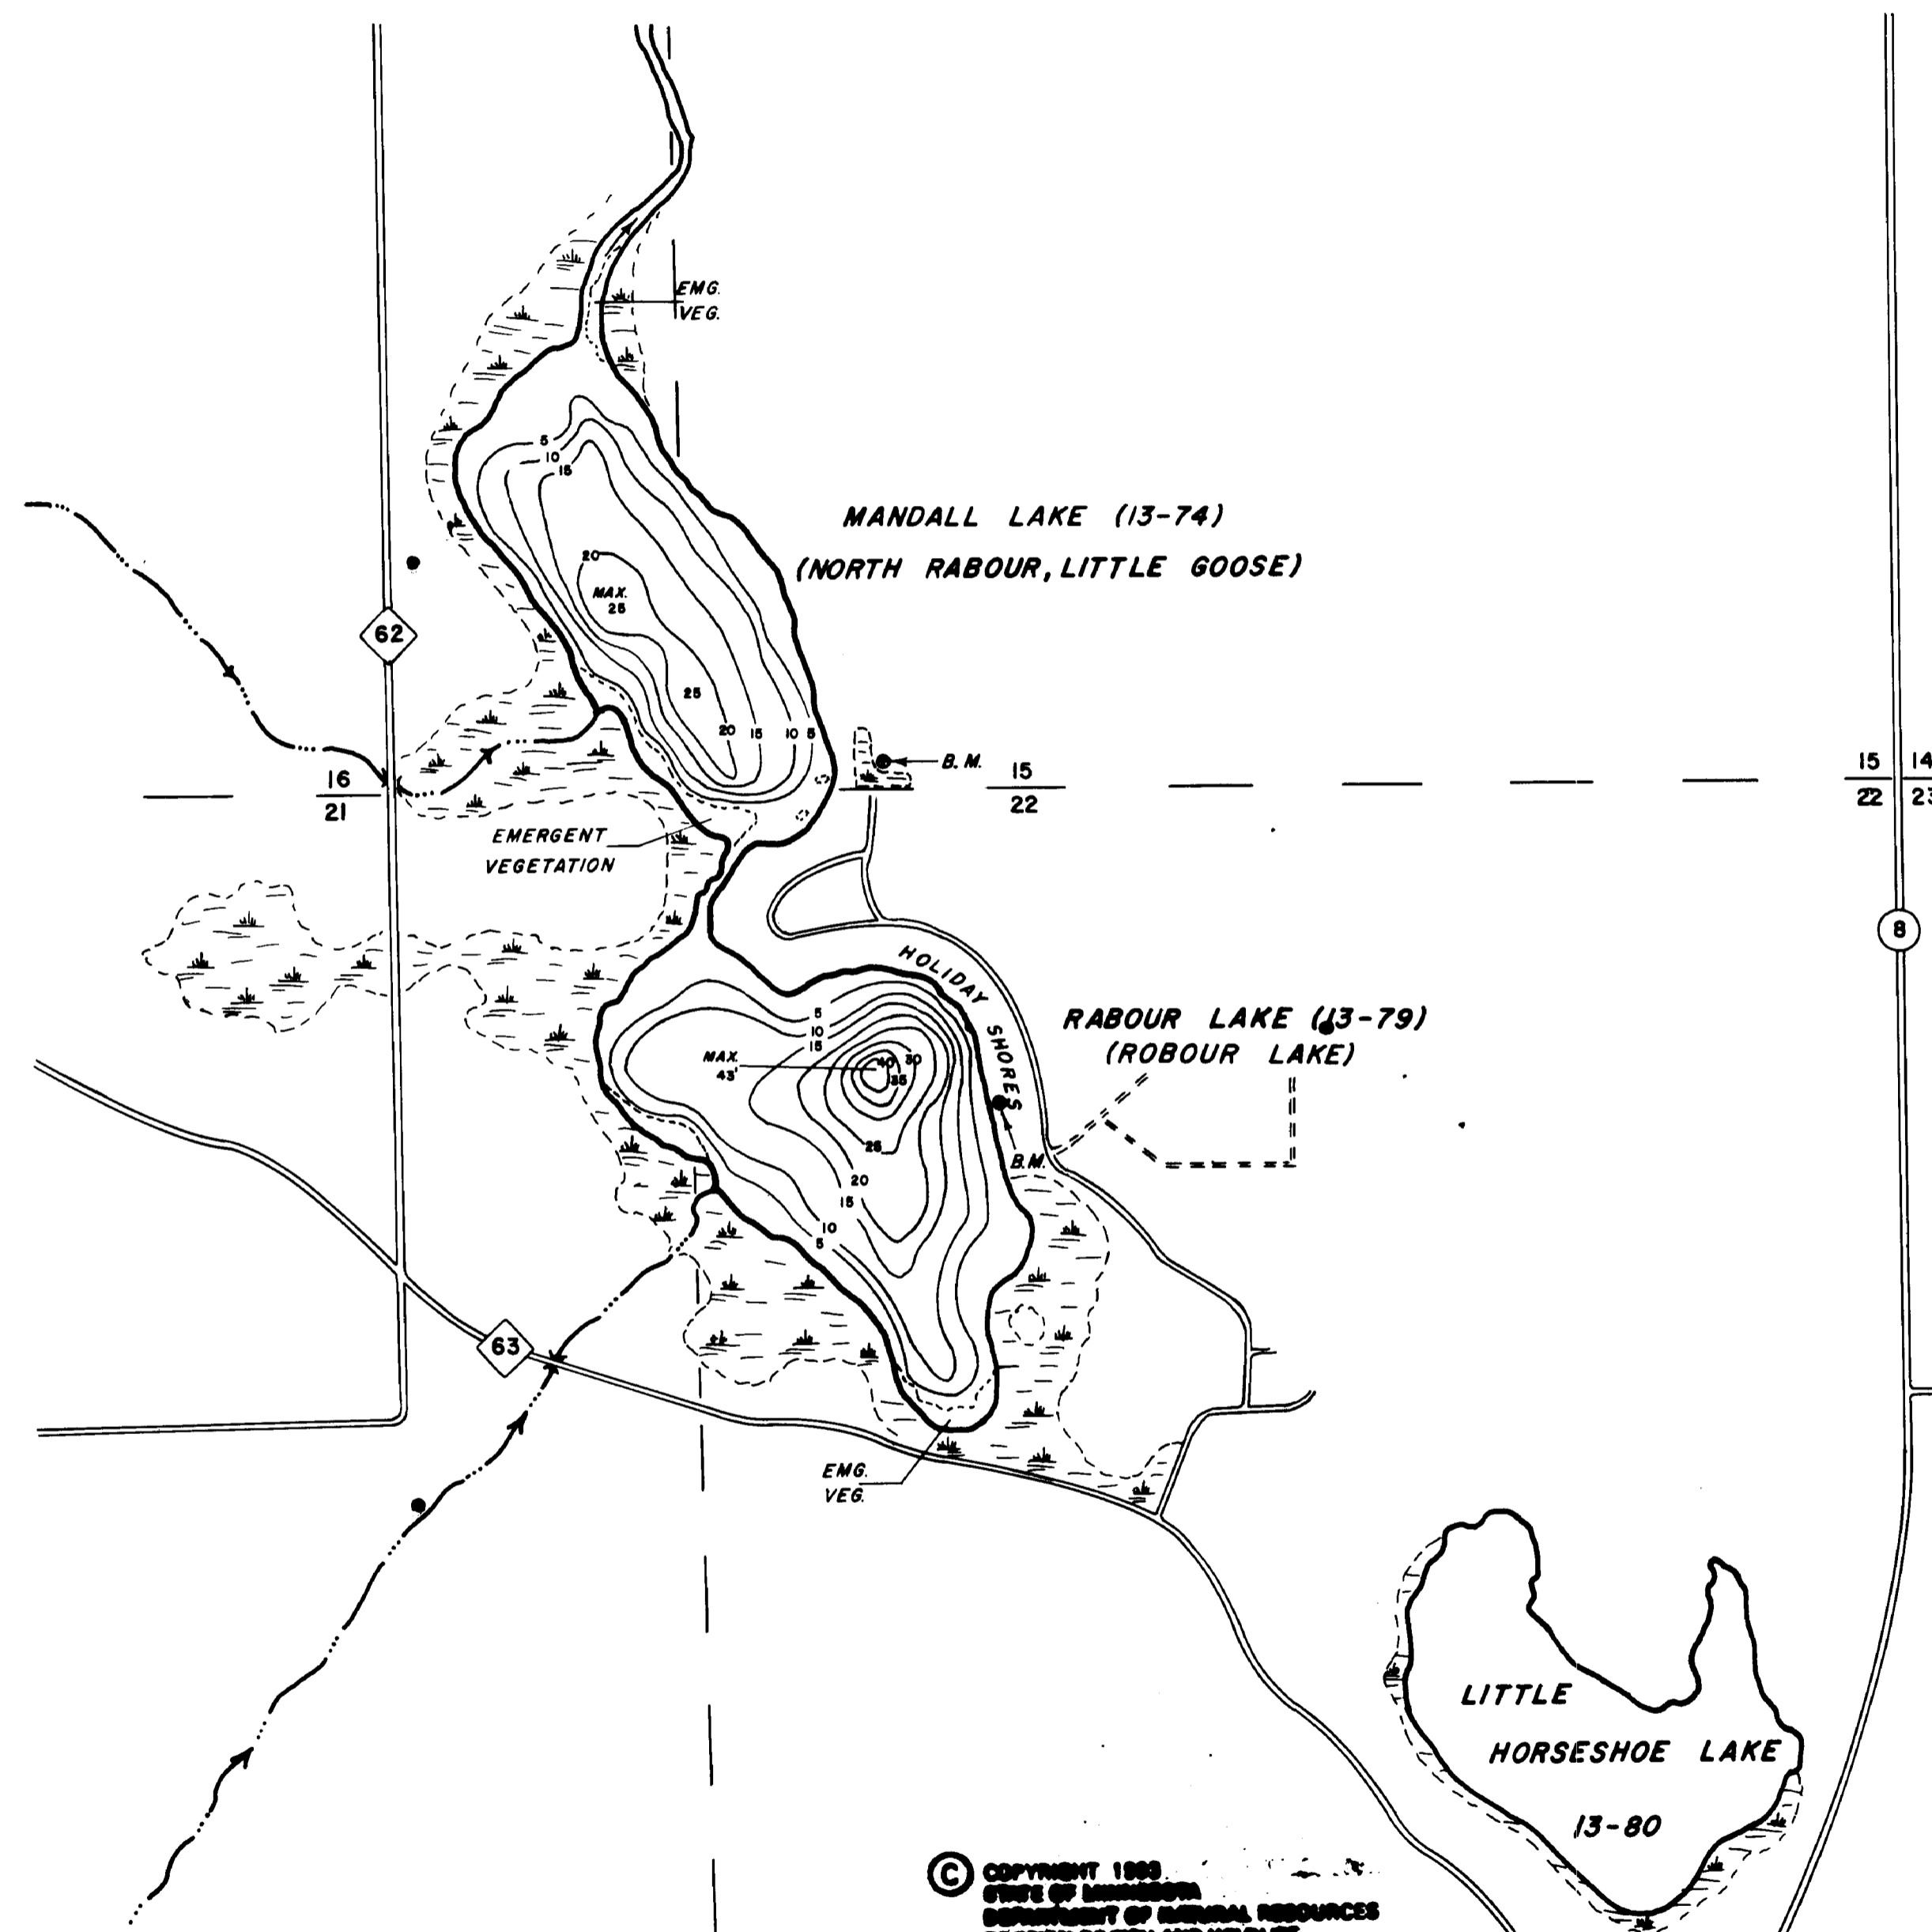 EMG.
VEG.
5
10
15
MANDALL LAKE (13-74)
(NORTH RABOUR, LITTLE GOOSE)
20
MAX.
25
62
25
20 15 10 5
B.M.
16
21
15
22
15 14
22 23
EMERGENT
VEGETATION
8
HOLIDAY SHORES
5
10
15
RABOUR LAKE (13-79)
(ROBOUR LAKE)
MAX.
43'
40 30
35
25
B.M.
20
15
10
5
63
EMG.
VEG.
LITTLE
HORSESHOE LAKE
13-80
© COPYRIGHT
STATE OF MINNESOTA
DEPARTMENT OF NATURAL RESOURCES